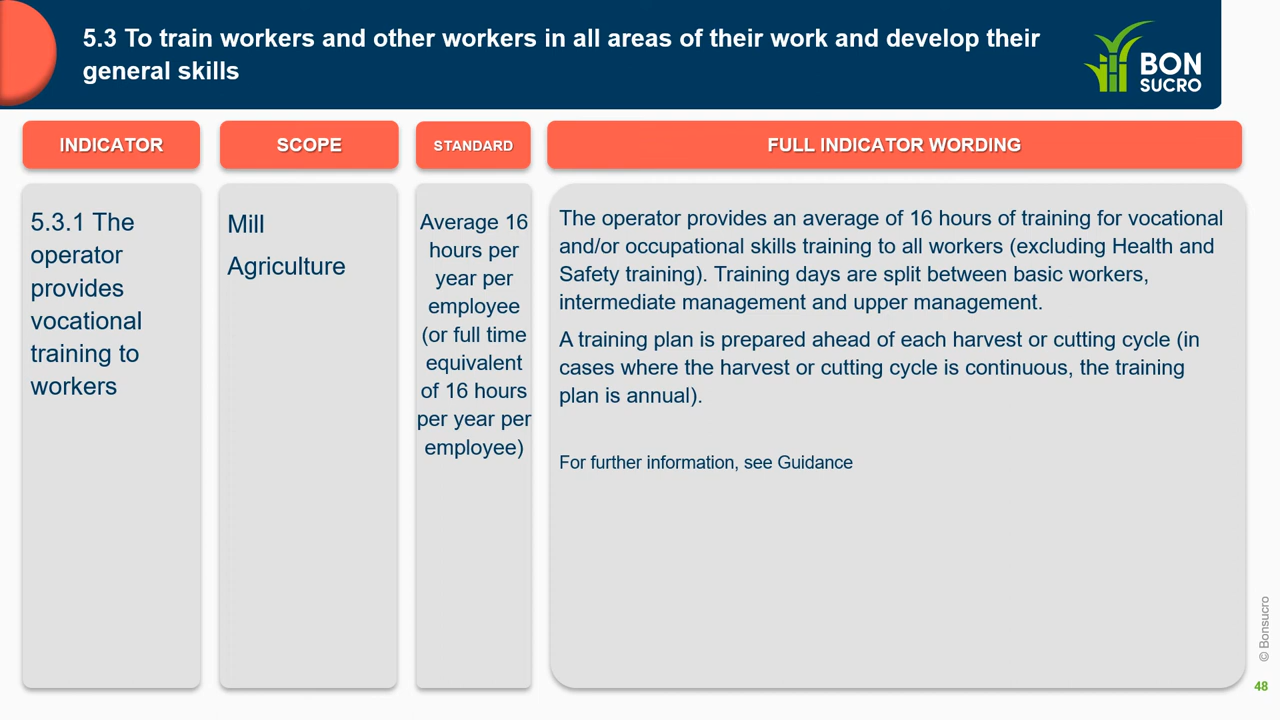 5.3 To train workers and other workers in all areas of their work and develop their
general skills
BON
SUCRO
INDICATOR
SCOPE
STANDARD
FULL INDICATOR WORDING
5.3.1 The
operator
provides
vocational
training to
workers
Mill
Agriculture
Average 16
hours per
year per
employee
(or full time
equivalent
of 16 hours
per year per
employee)
The operator provides an average of 16 hours of training for vocational
and/or occupational skills training to all workers (excluding Health and
Safety training). Training days are split between basic workers,
intermediate management and upper management.
A training plan is prepared ahead of each harvest or cutting cycle (in
cases where the harvest or cutting cycle is continuous, the training
plan is annual).
For further information, see Guidance
© Bonsucro
48